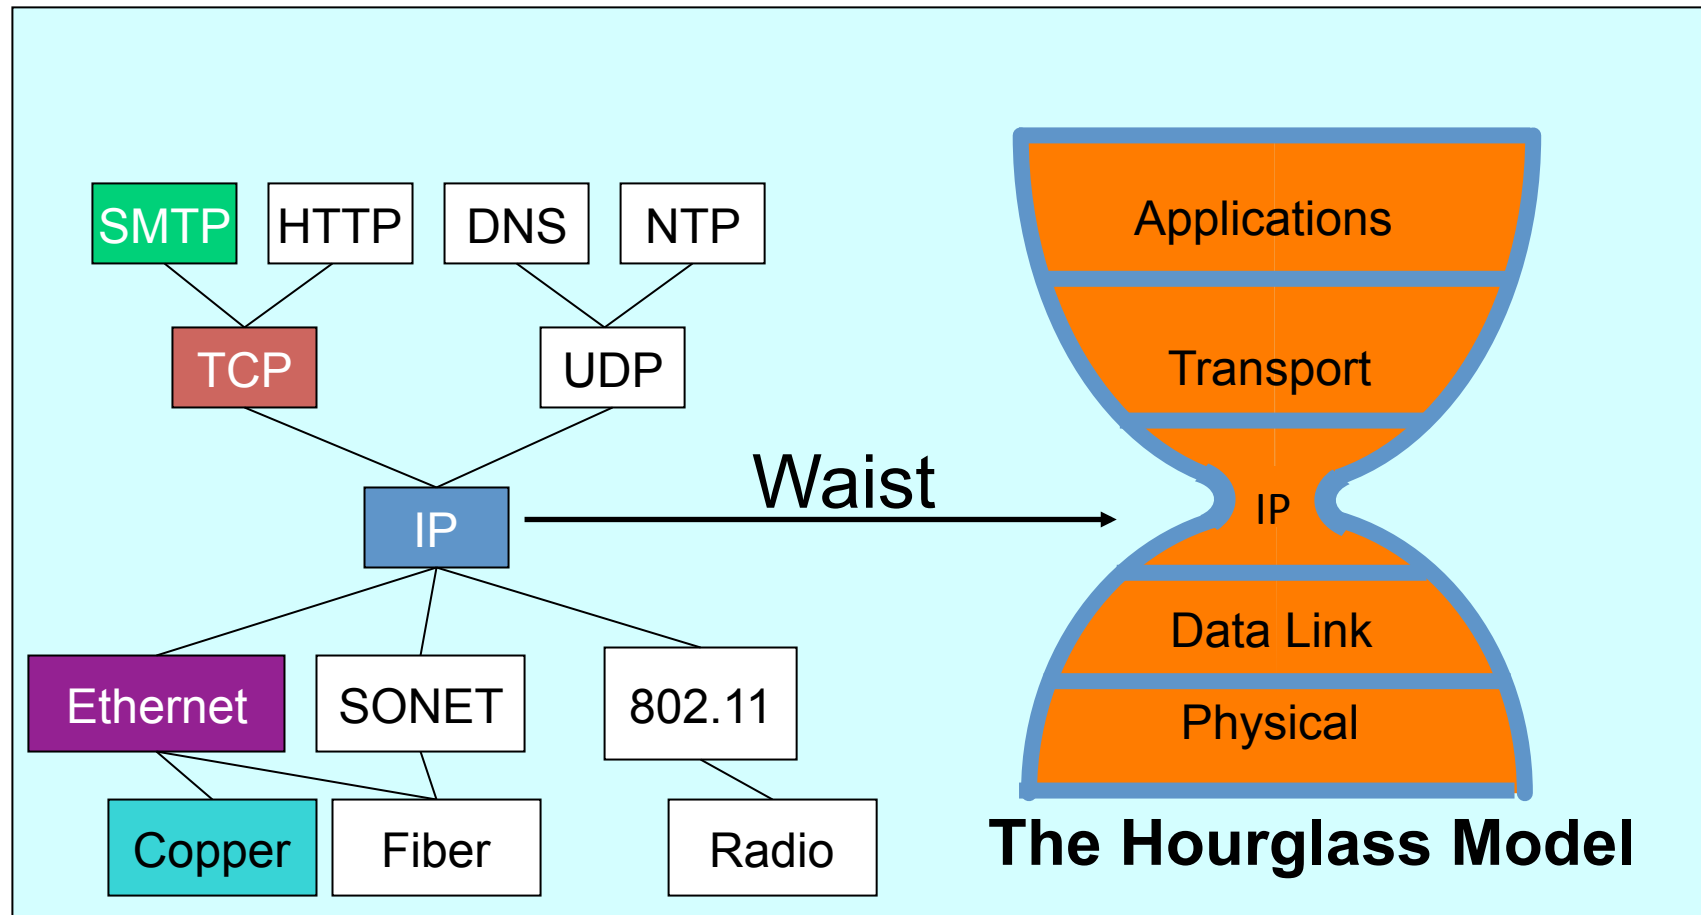 SMTP
HTTP
DNS
NTP
TCP
UDP
IP
Waist
Ethernet
SONET
802.11
Copper
Fiber
Radio
Applications
Transport
IP
Data Link
Physical
The Hourglass Model